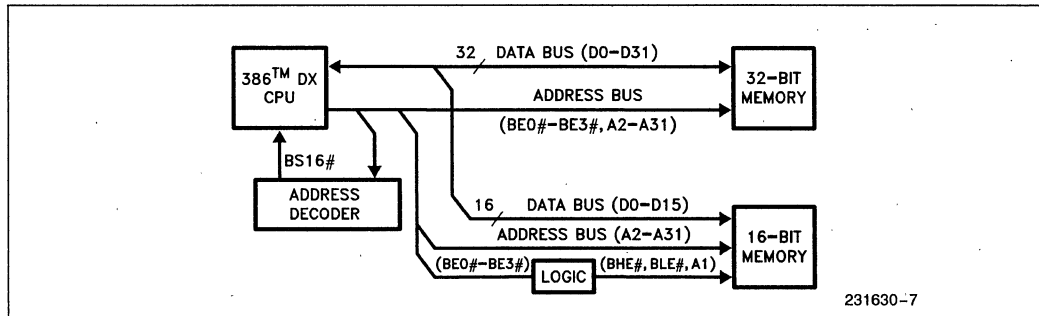 386™ DX
CPU
32 DATA BUS (D0-D31)
32-BIT
MEMORY
ADDRESS BUS
(BE0#-BE3#, A2-A31)
BS16#
ADDRESS
DECODER
16 DATA BUS (D0-D15)
ADDRESS BUS (A2-A31)
16-BIT
MEMORY
(BE0#-BE3#)
LOGIC
(BHE#, BLE#, A1)
231630-7